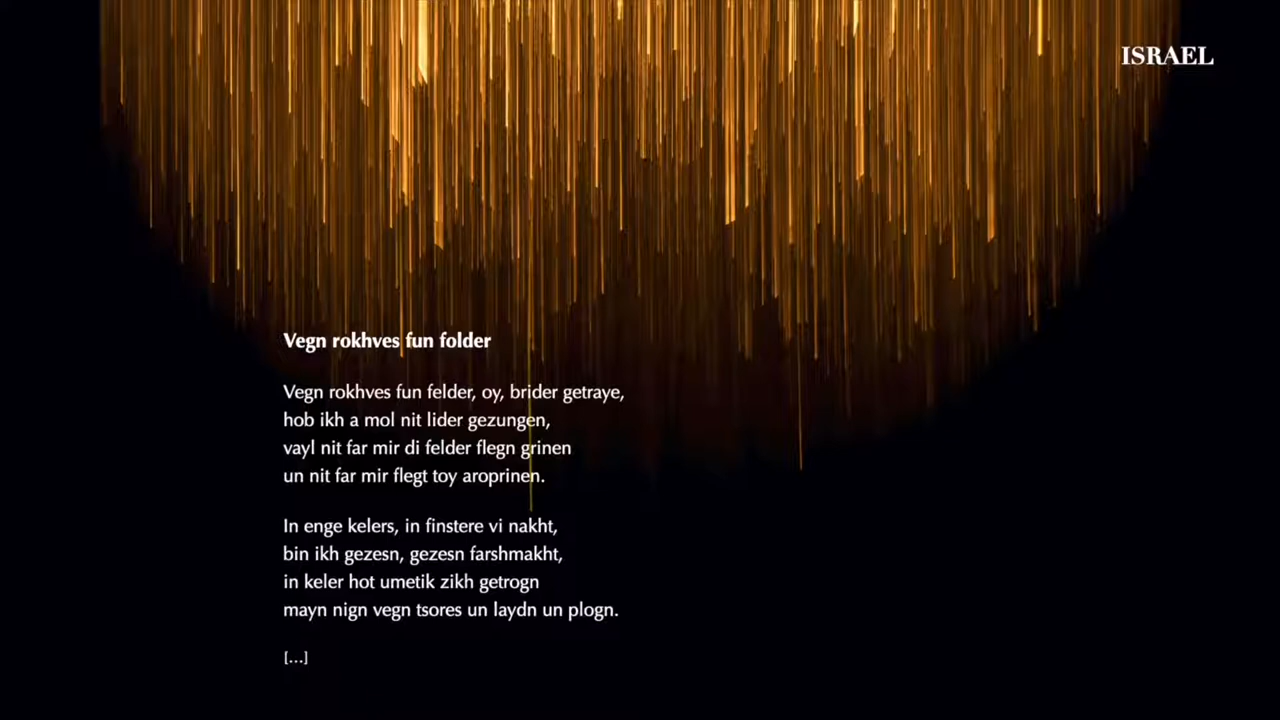 ISRAEL
Vegn rokhves fun folder
Vegn rokhves fun felder, oy, brider getraye,
hob ikh a mol nit lider gezungen,
vayl nit far mir di felder flegn grinen
un nit far mir flegt toy aroprinen.
In enge kelers, in finstere vi nakht,
bin ikh gezesn, gezesn farshmakht,
in keler hot umetik zikh getrogn
mayn nign vegn tsores un laydn un plogn.
[...]